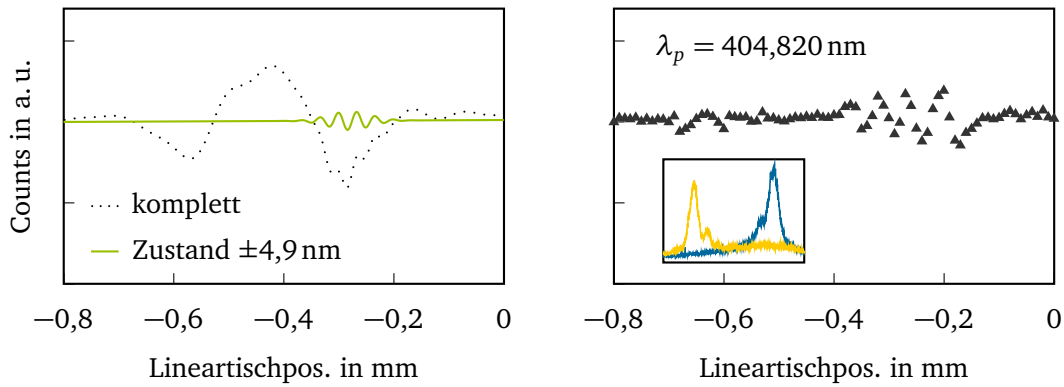 Counts in a. u.
komplett
Zustand ±4,9 nm
−0,8 −0,6 −0,4 −0,2 0
Lineartischpos. in mm
λp = 404,820 nm
−0,8 −0,6 −0,4 −0,2 0
Lineartischpos. in mm